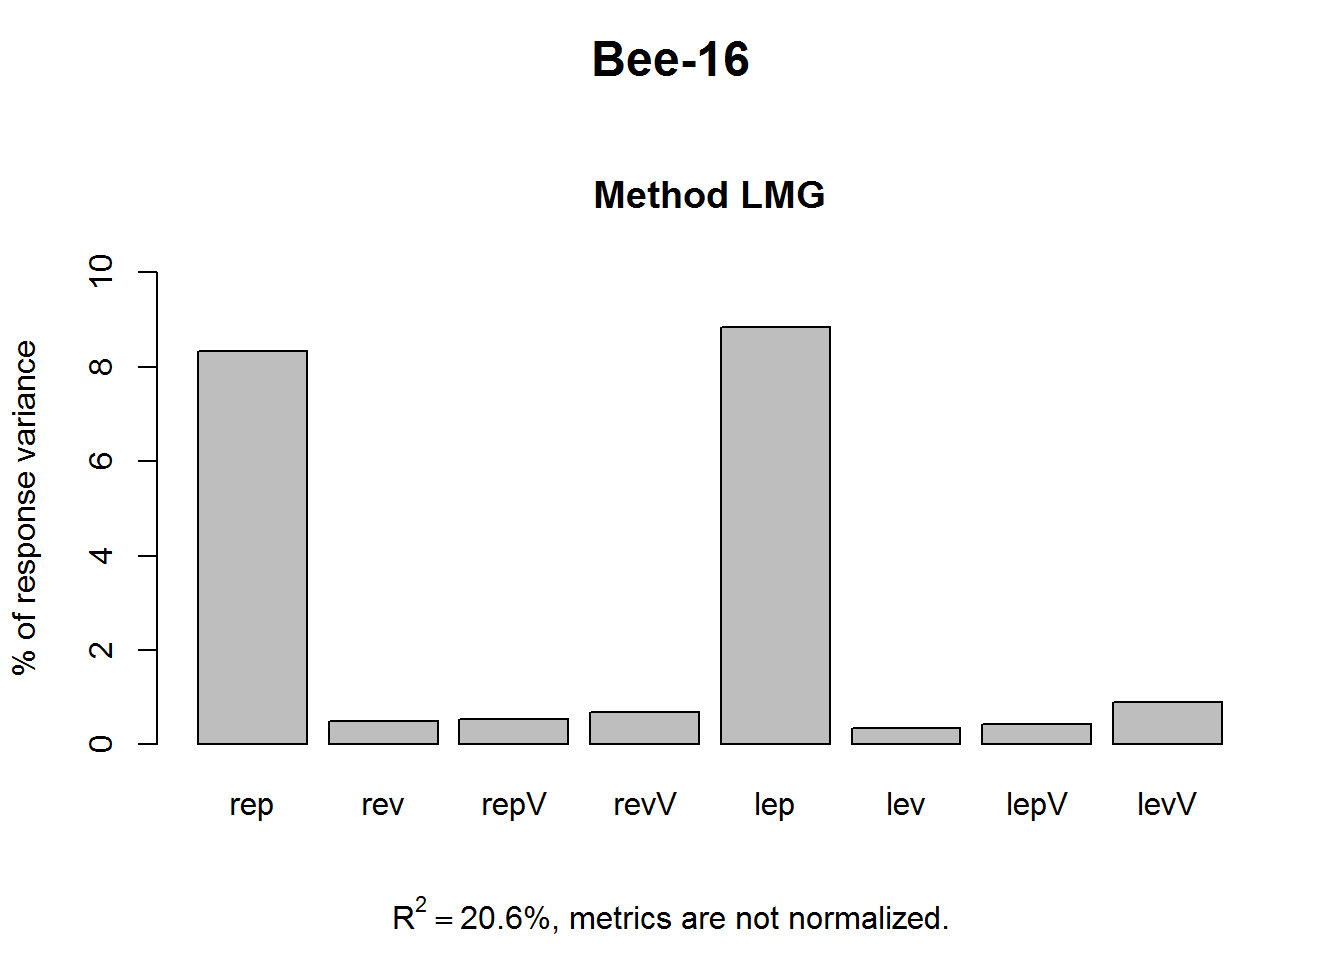 Bee-16
Method LMG
% of response variance
10
8
6
4
2
0
rep rev repV revV lep lev lepV levV
R² = 20.6%, metrics are not normalized.